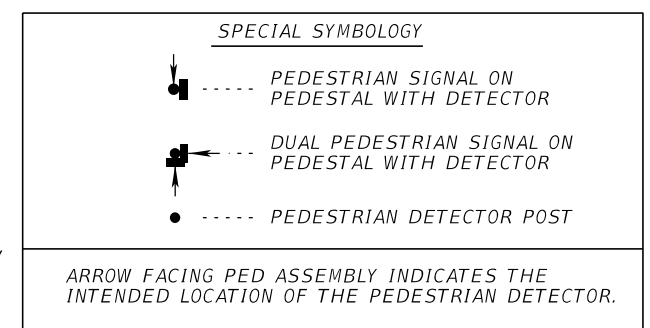 SPECIAL SYMBOLOGY
PEDESTRIAN SIGNAL ON
PEDESTAL WITH DETECTOR
DUAL PEDESTRIAN SIGNAL ON
PEDESTAL WITH DETECTOR
PEDESTRIAN DETECTOR POST
ARROW FACING PED ASSEMBLY INDICATES THE
INTENDED LOCATION OF THE PEDESTRIAN DETECTOR.